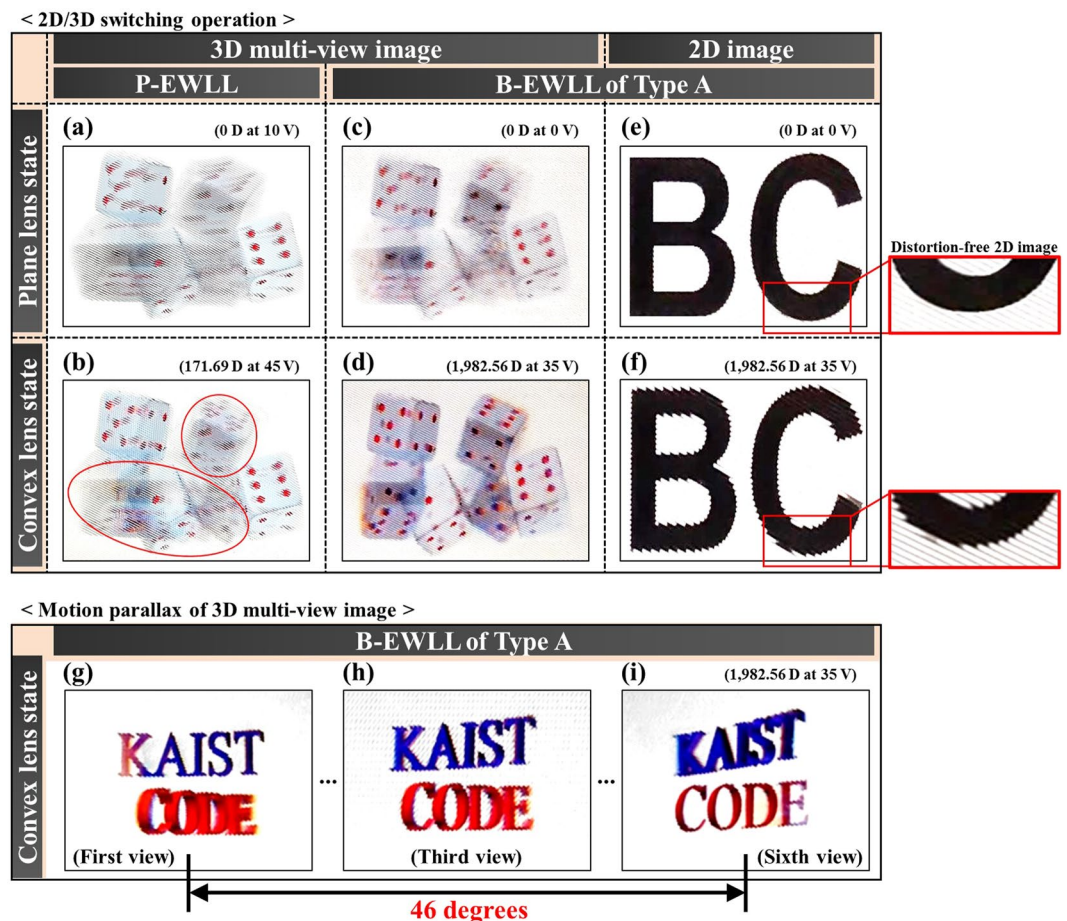 < 2D/3D switching operation >
3D multi-view image
2D image
P-EWLL
B-EWLL of Type A
Plane lens state
(a)
(0 D at 10 V)
(c)
(0 D at 0 V)
(e)
(0 D at 0 V)
BC
Distortion-free 2D image
Convex lens state
(b)
(171.69 D at 45 V)
(d)
(1,982.56 D at 35 V)
(f)
(1,982.56 D at 35 V)
BC
< Motion parallax of 3D multi-view image >
B-EWLL of Type A
Convex lens state
(g)
(h)
(i)
(1,982.56 D at 35 V)
KAIST
CODE
(First view)
...
KAIST
CODE
(Third view)
...
KAIST
CODE
(Sixth view)
46 degrees